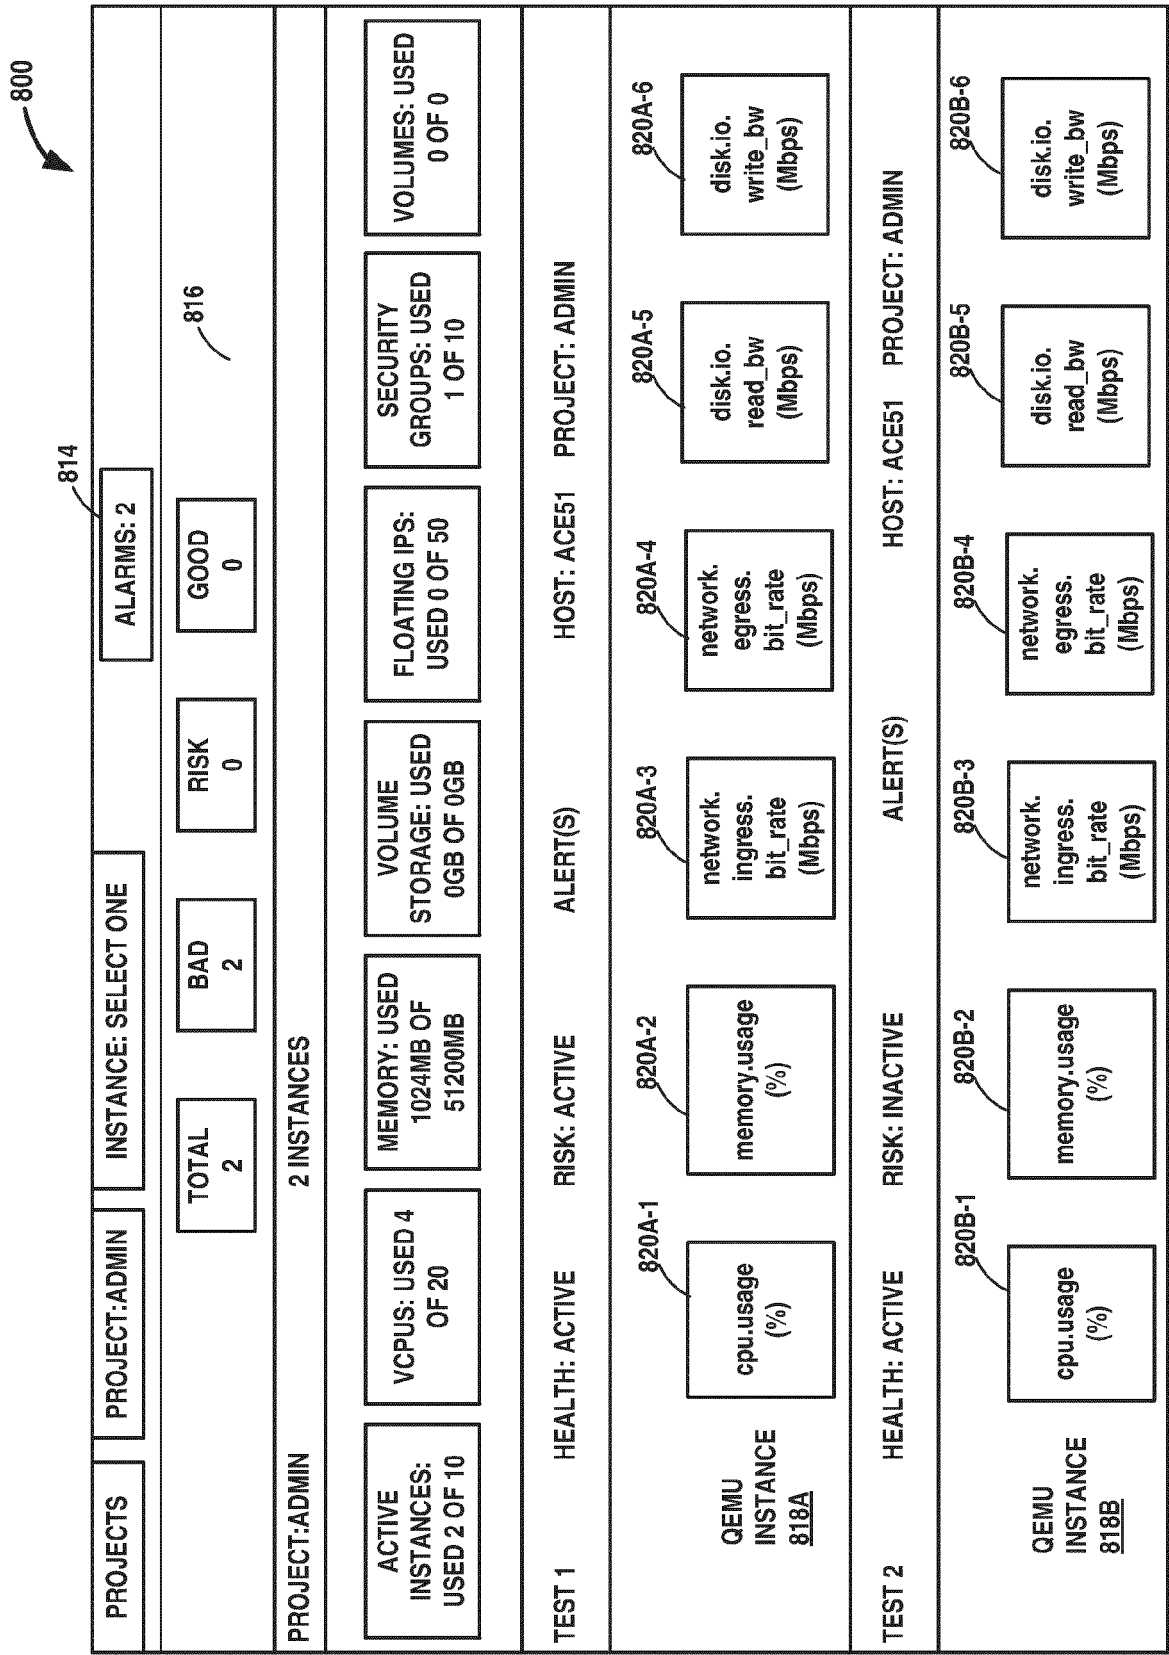 800
814
PROJECTS
PROJECT:ADMIN
INSTANCE: SELECT ONE
ALARMS: 2
816
TOTAL
2
BAD
2
RISK
0
GOOD
0
PROJECT:ADMIN
2 INSTANCES
ACTIVE
INSTANCES:
USED 2 OF 10
VCPUS: USED 4
OF 20
MEMORY: USED
1024MB OF
51200MB
VOLUME
STORAGE: USED
0GB OF 0GB
FLOATING IPS:
USED 0 OF 50
SECURITY
GROUPS: USED
1 OF 10
VOLUMES: USED
0 OF 0
TEST 1
HEALTH: ACTIVE
RISK: ACTIVE
ALERT(S)
HOST: ACE51
PROJECT: ADMIN
QEMU
INSTANCE
818A
820A-1
cpu.usage
(%)
820A-2
memory.usage
(%)
820A-3
network.
ingress.
bit_rate
(Mbps)
820A-4
network.
egress.
bit_rate
(Mbps)
820A-5
disk.io.
read_bw
(Mbps)
820A-6
disk.io.
write_bw
(Mbps)
TEST 2
HEALTH: ACTIVE
RISK: INACTIVE
ALERT(S)
HOST: ACE51
PROJECT: ADMIN
QEMU
INSTANCE
818B
820B-1
cpu.usage
(%)
820B-2
memory.usage
(%)
820B-3
network.
ingress.
bit_rate
(Mbps)
820B-4
network.
egress.
bit_rate
(Mbps)
820B-5
disk.io.
read_bw
(Mbps)
820B-6
disk.io.
write_bw
(Mbps)